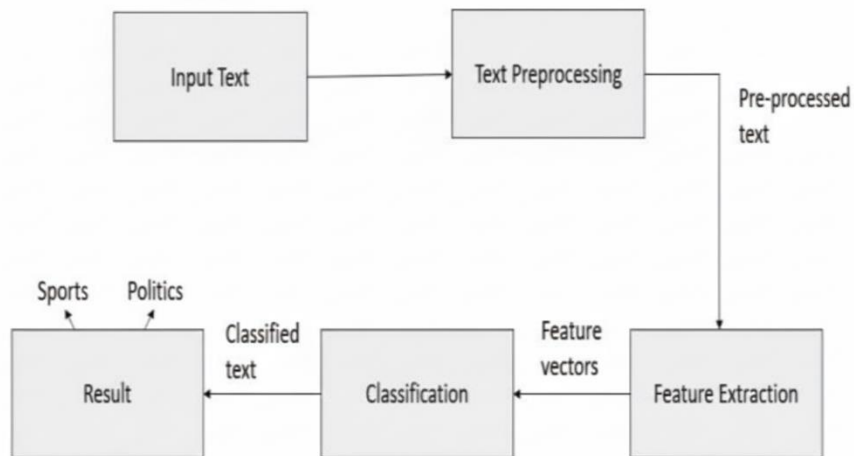 Input Text
Text Preprocessing
Pre-processed
text
Sports
Politics
Result
Classified
text
Classification
Feature
vectors
Feature Extraction